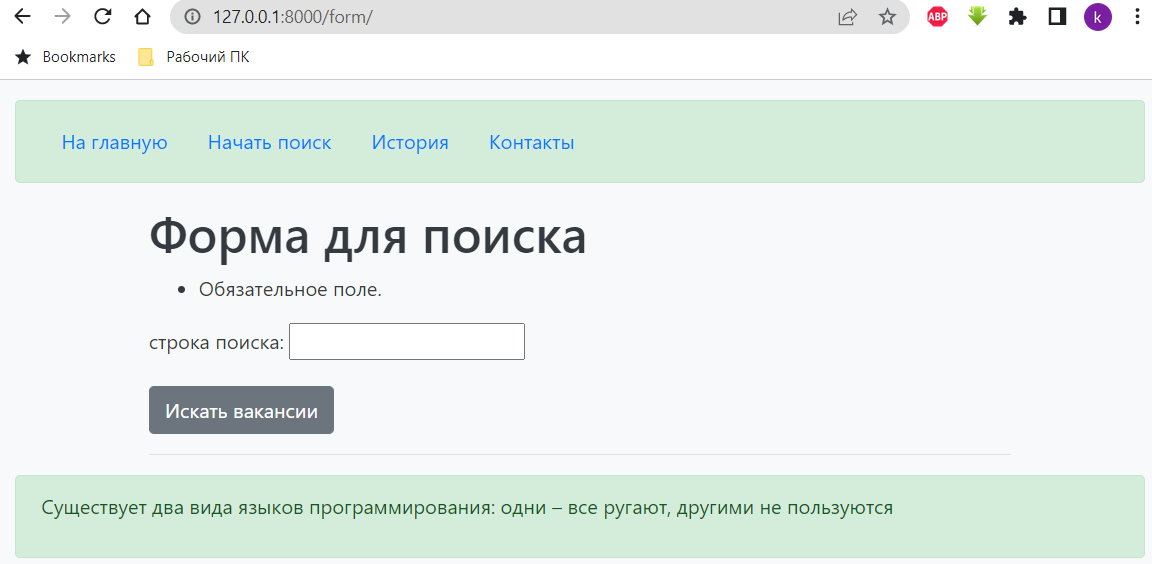 127.0.0.1:8000/form/
ABP
k
Bookmarks Рабочий ПК
На главную Начать поиск История Контакты
Форма для поиска
• Обязательное поле.
строка поиска:
Искать вакансии
Существует два вида языков программирования: одни – все ругают, другими не пользуются